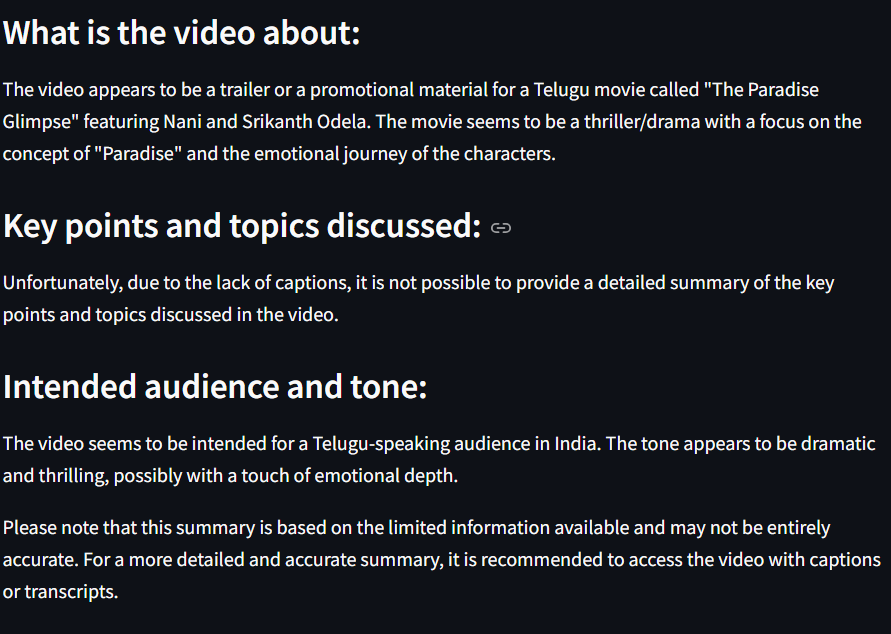 What is the video about:
The video appears to be a trailer or a promotional material for a Telugu movie called "The Paradise
Glimpse" featuring Nani and Srikanth Odela. The movie seems to be a thriller/drama with a focus on the
concept of "Paradise" and the emotional journey of the characters.
Key points and topics discussed:
Unfortunately, due to the lack of captions, it is not possible to provide a detailed summary of the key
points and topics discussed in the video.
Intended audience and tone:
The video seems to be intended for a Telugu-speaking audience in India. The tone appears to be dramatic
and thrilling, possibly with a touch of emotional depth.
Please note that this summary is based on the limited information available and may not be entirely
accurate. For a more detailed and accurate summary, it is recommended to access the video with captions
or transcripts.